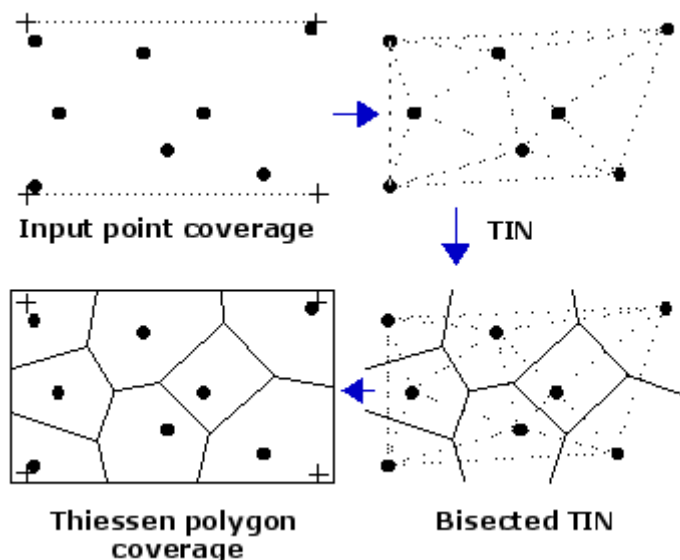 Input point coverage
TIN
Thiessen polygon
coverage
Bisected TIN